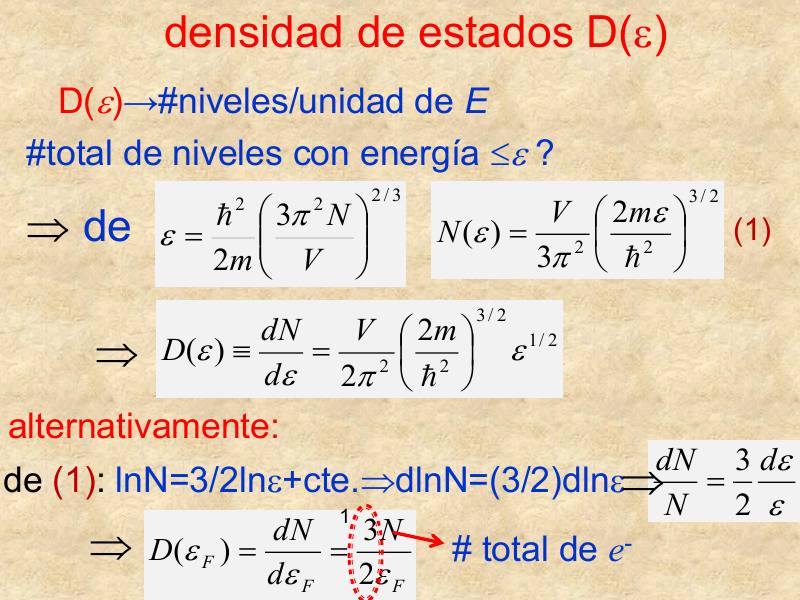 densidad de estados D(ε)
D(ε)→#niveles/unidad de E
#total de niveles con energía ≤ε ?
⇒ de ε = ħ²/2m (3π²N/V)^2/3 N(ε) = V/3π² (2mε/ħ²)^3/2 (1)
⇒ D(ε) ≡ dN/dε = V/2π² (2m/ħ²)^3/2 ε^1/2
alternativamente:
de (1): lnN=3/2lnε+cte.⇒dlnN=(3/2)dlnε⇒ dN/N = 3/2 dε/ε
⇒ D(ε_F) = dN/dε_F = 3N/2ε_F 1 # total de e-